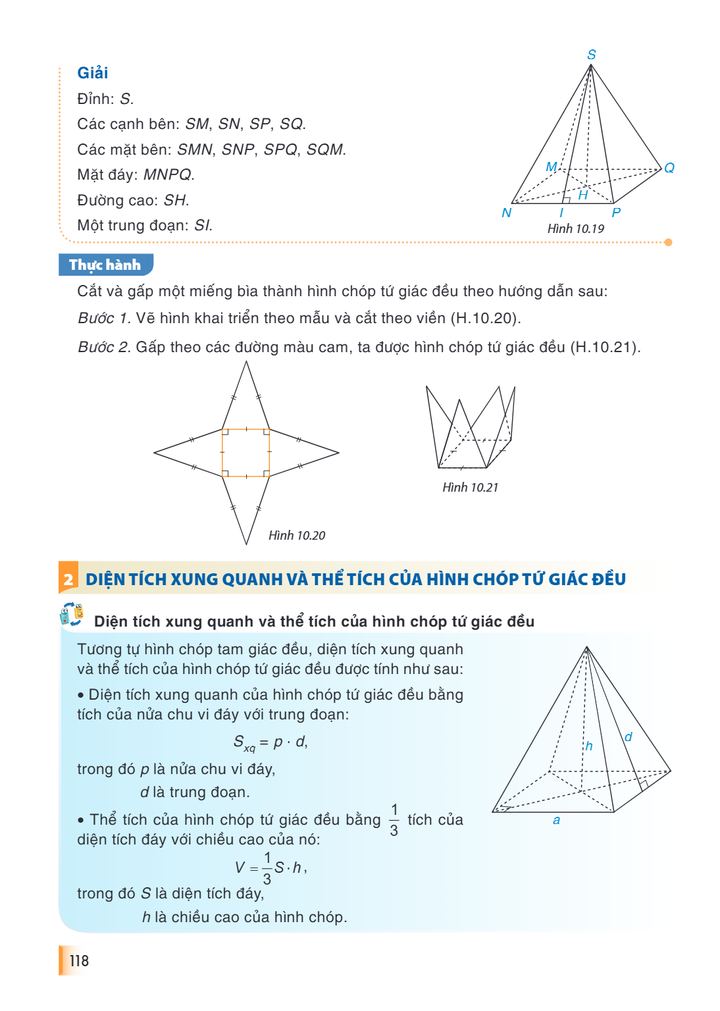 Giải
Đỉnh: S.
Các cạnh bên: SM, SN, SP, SQ.
Các mặt bên: SMN, SNP, SPQ, SQM.
Mặt đáy: MNPQ.
Đường cao: SH.
Một trung đoạn: SI.
S
M
Q
H
N
I
P
Hình 10.19
Thực hành
Cắt và gấp một miếng bìa thành hình chóp tứ giác đều theo hướng dẫn sau:
Bước 1. Vẽ hình khai triển theo mẫu và cắt theo viền (H.10.20).
Bước 2. Gấp theo các đường màu cam, ta được hình chóp tứ giác đều (H.10.21).
Hình 10.21
Hình 10.20
2 DIỆN TÍCH XUNG QUANH VÀ THỂ TÍCH CỦA HÌNH CHÓP TỨ GIÁC ĐỀU
Diện tích xung quanh và thể tích của hình chóp tứ giác đều
Tương tự hình chóp tam giác đều, diện tích xung quanh
và thể tích của hình chóp tứ giác đều được tính như sau:
• Diện tích xung quanh của hình chóp tứ giác đều bằng
tích của nửa chu vi đáy với trung đoạn:
Sxq = p · d,
trong đó p là nửa chu vi đáy,
d là trung đoạn.
• Thể tích của hình chóp tứ giác đều bằng 1/3 tích của
diện tích đáy với chiều cao của nó:
V = 1/3 S · h,
trong đó S là diện tích đáy,
h là chiều cao của hình chóp.
h
d
a
118